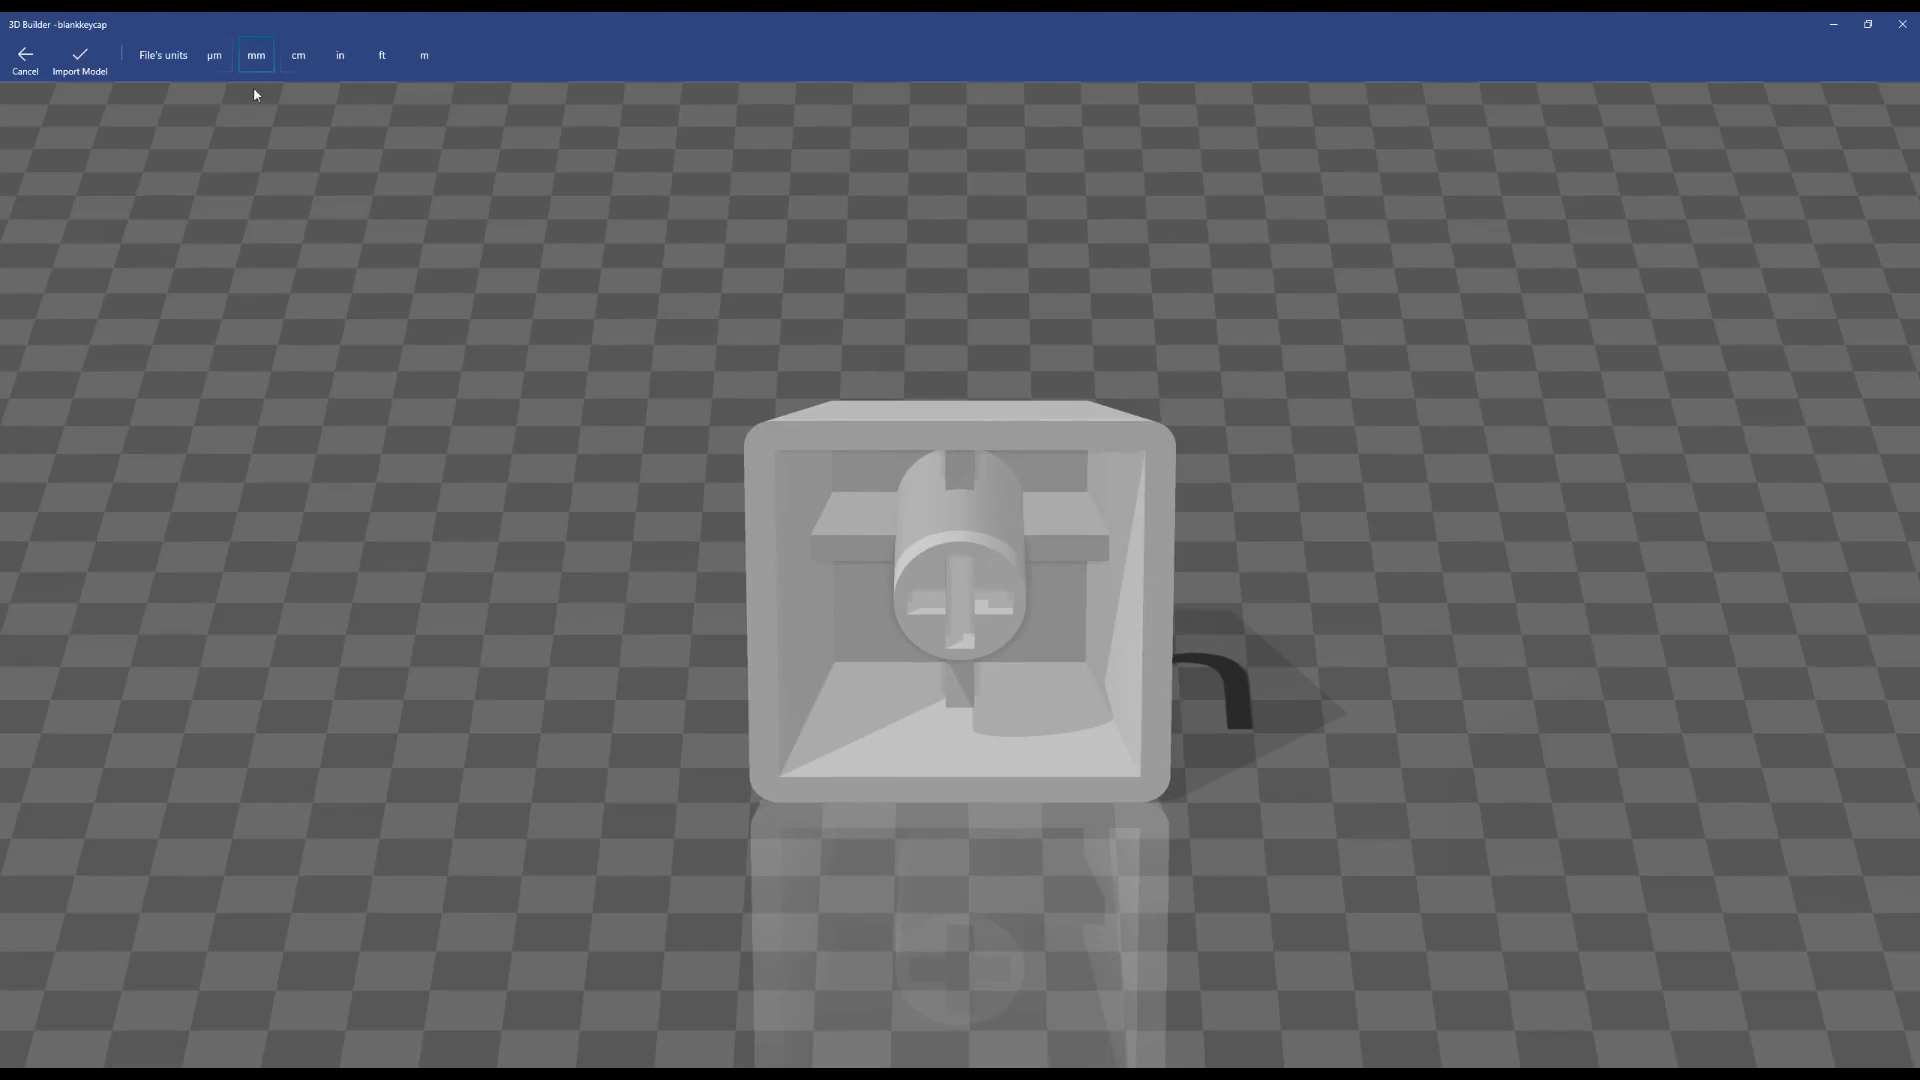 3D Builder - blankkeycap
File's units µm mm cm in ft m
Cancel Import Model